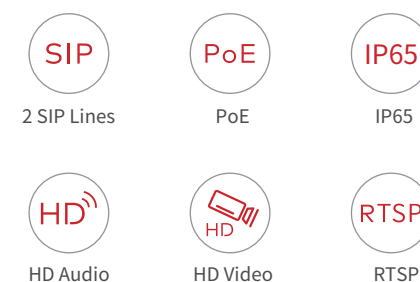 SIP PoE IP65
2 SIP Lines PoE IP65
HD HD RTSP
HD Audio HD Video RTSP